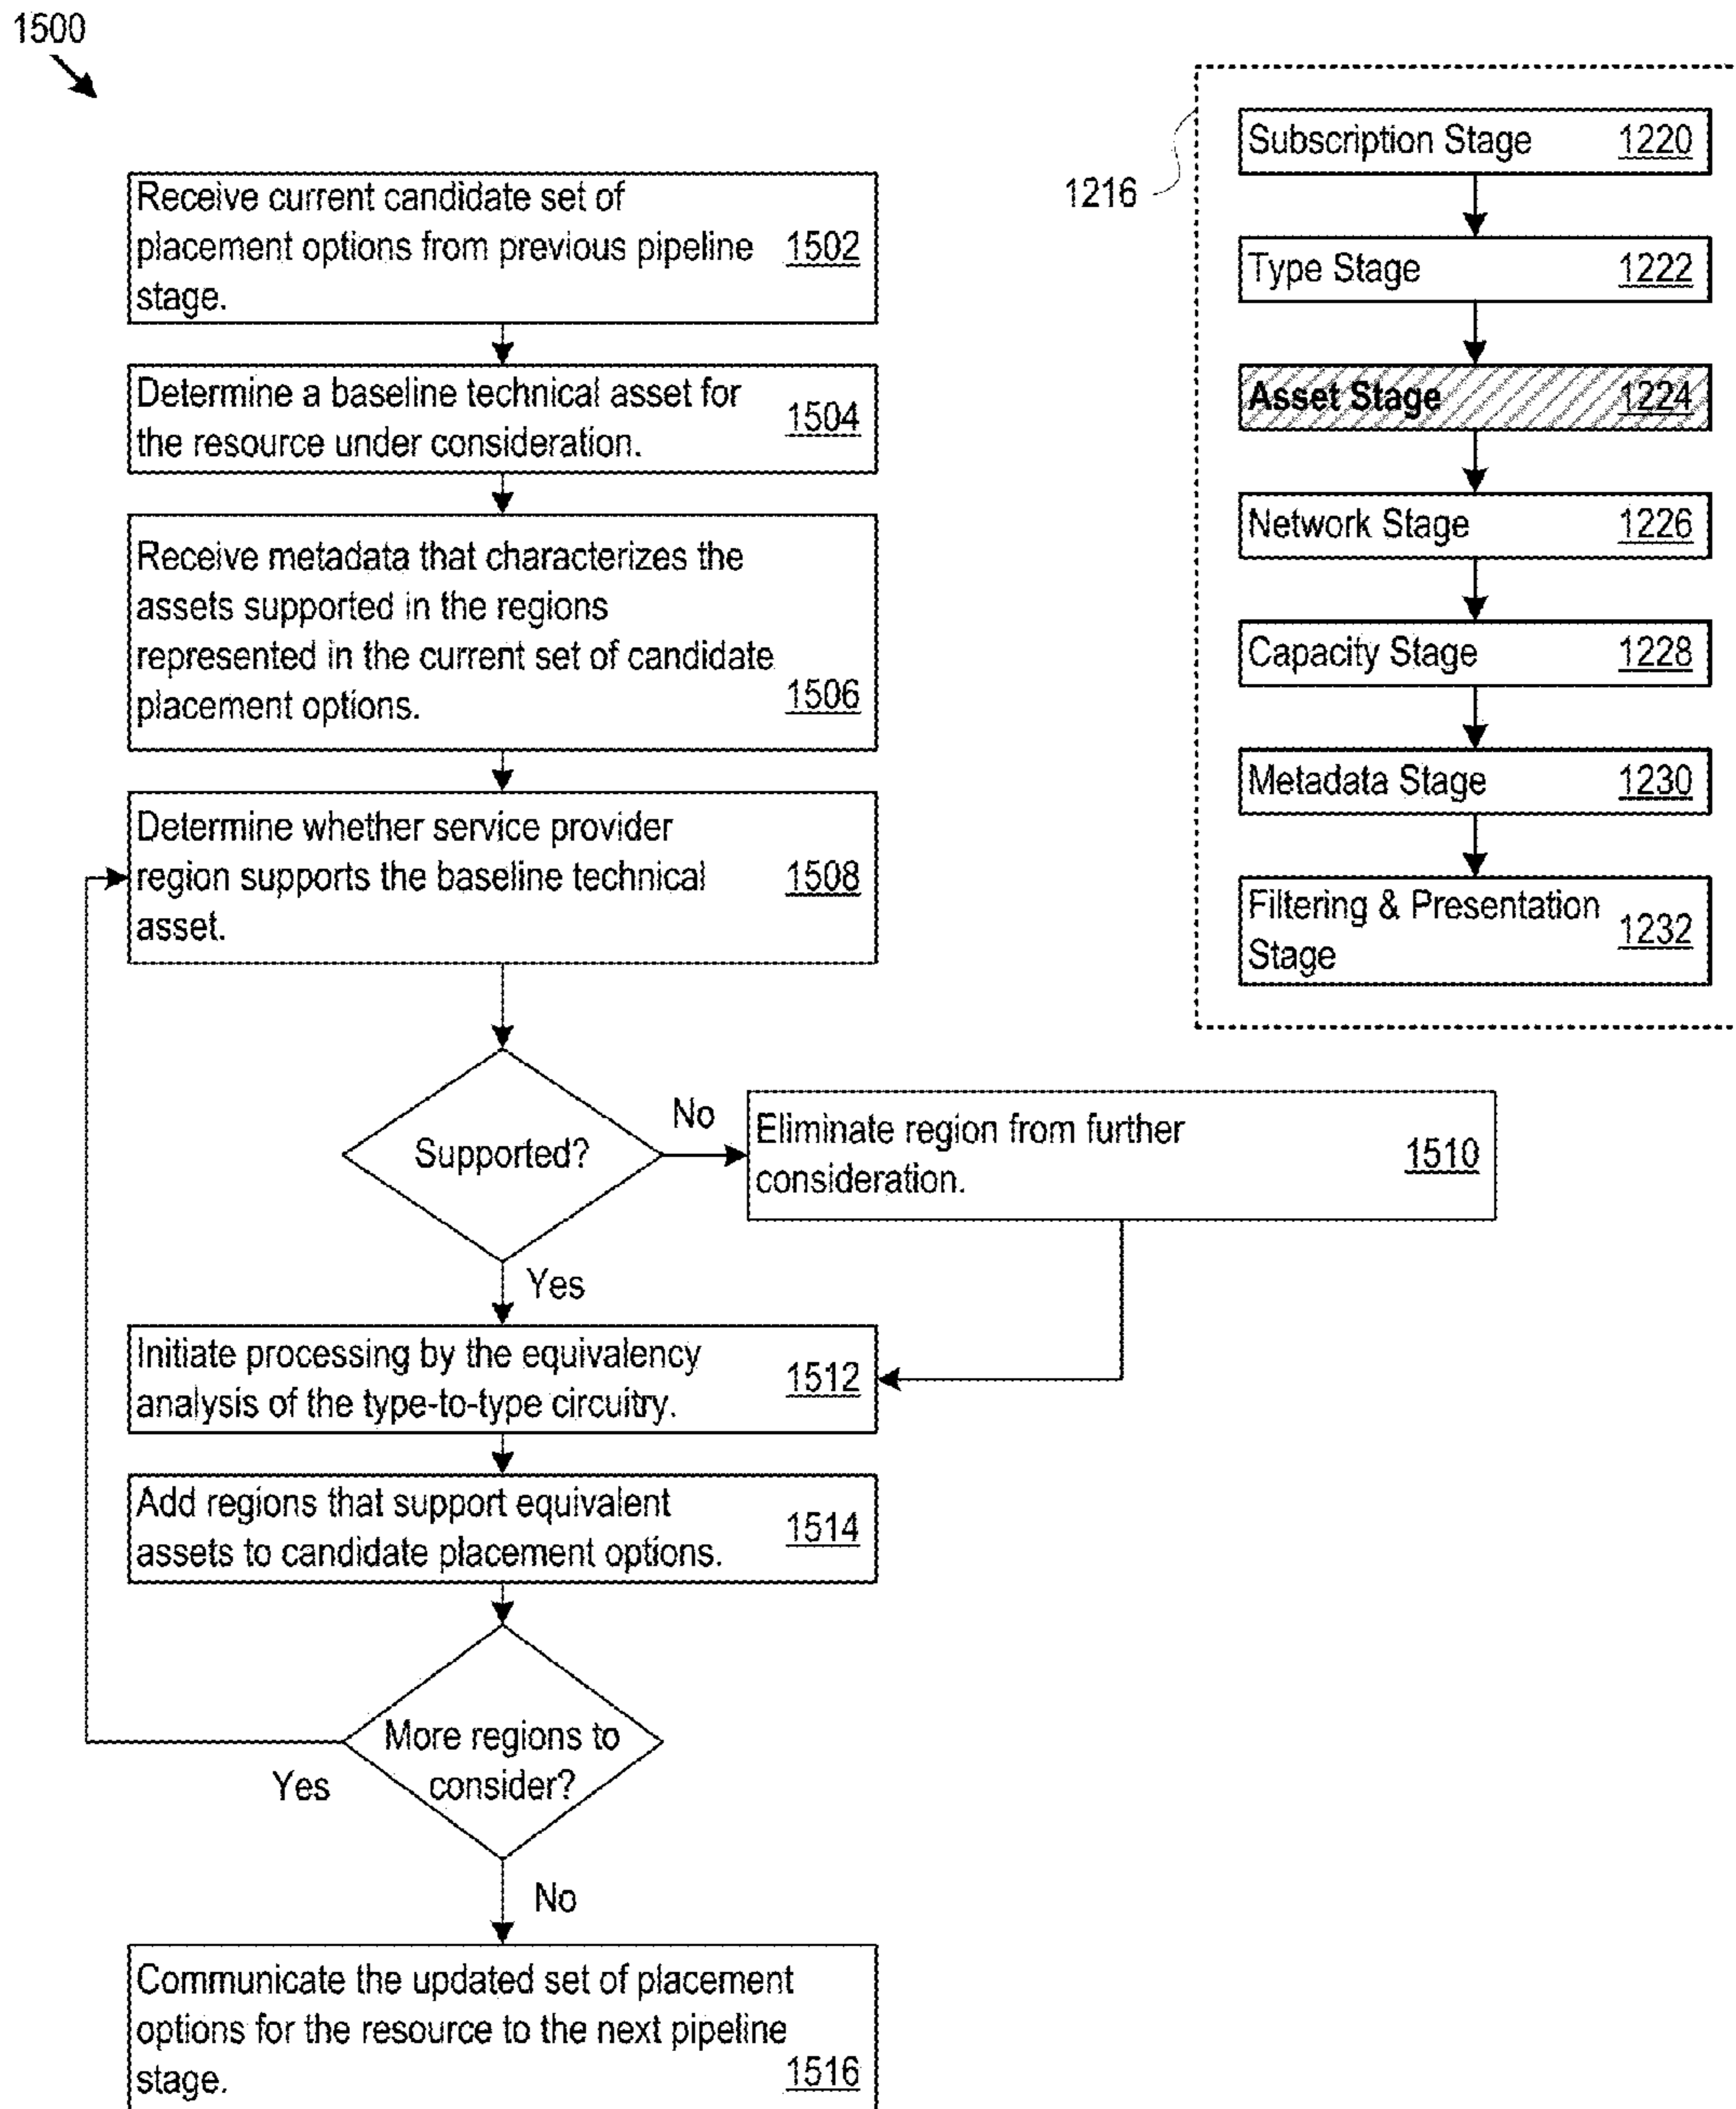 1500
Receive current candidate set of
placement options from previous pipeline 1502
stage.
Determine a baseline technical asset for
the resource under consideration. 1504
Receive metadata that characterizes the
assets supported in the regions
represented in the current set of candidate
placement options. 1506
Determine whether service provider
region supports the baseline technical 1508
asset.
Supported?
No
Eliminate region from further
consideration. 1510
Yes
Initiate processing by the equivalency
analysis of the type-to-type circuitry. 1512
Add regions that support equivalent
assets to candidate placement options. 1514
More regions to
consider?
Yes
No
Communicate the updated set of placement
options for the resource to the next pipeline
stage. 1516
1216
Subscription Stage 1220
Type Stage 1222
Asset Stage 1224
Network Stage 1226
Capacity Stage 1228
Metadata Stage 1230
Filtering & Presentation
Stage 1232